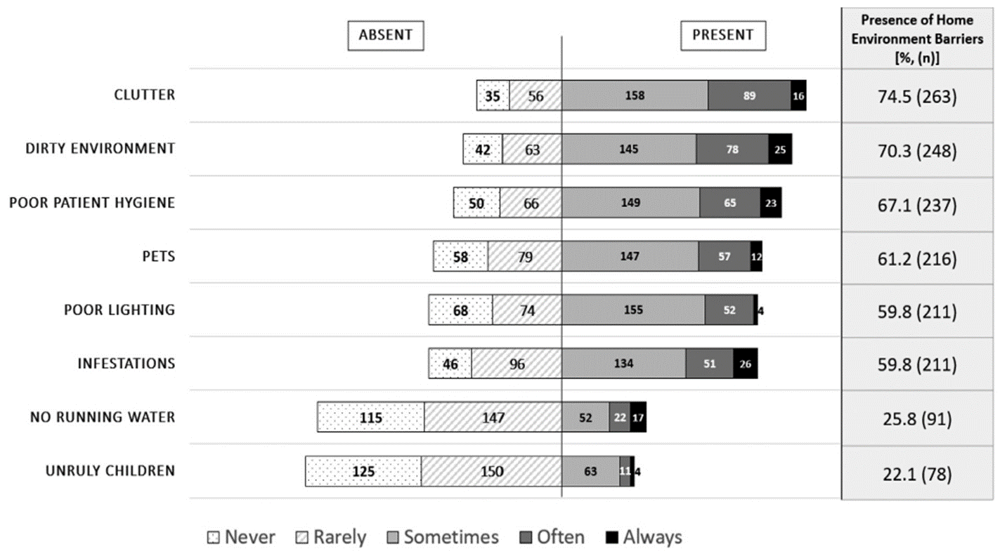 ABSENT PRESENT Presence of Home
Environment Barriers
[%, (n)]
CLUTTER 35 56 158 89 16 74.5 (263)
DIRTY ENVIRONMENT 42 63 145 78 25 70.3 (248)
POOR PATIENT HYGIENE 50 66 149 65 23 67.1 (237)
PETS 58 79 147 57 12 61.2 (216)
POOR LIGHTING 68 74 155 52 4 59.8 (211)
INFESTATIONS 46 96 134 51 26 59.8 (211)
NO RUNNING WATER 115 147 52 22 17 25.8 (91)
UNRULY CHILDREN 125 150 63 11 4 22.1 (78)
Never Rarely Sometimes Often Always